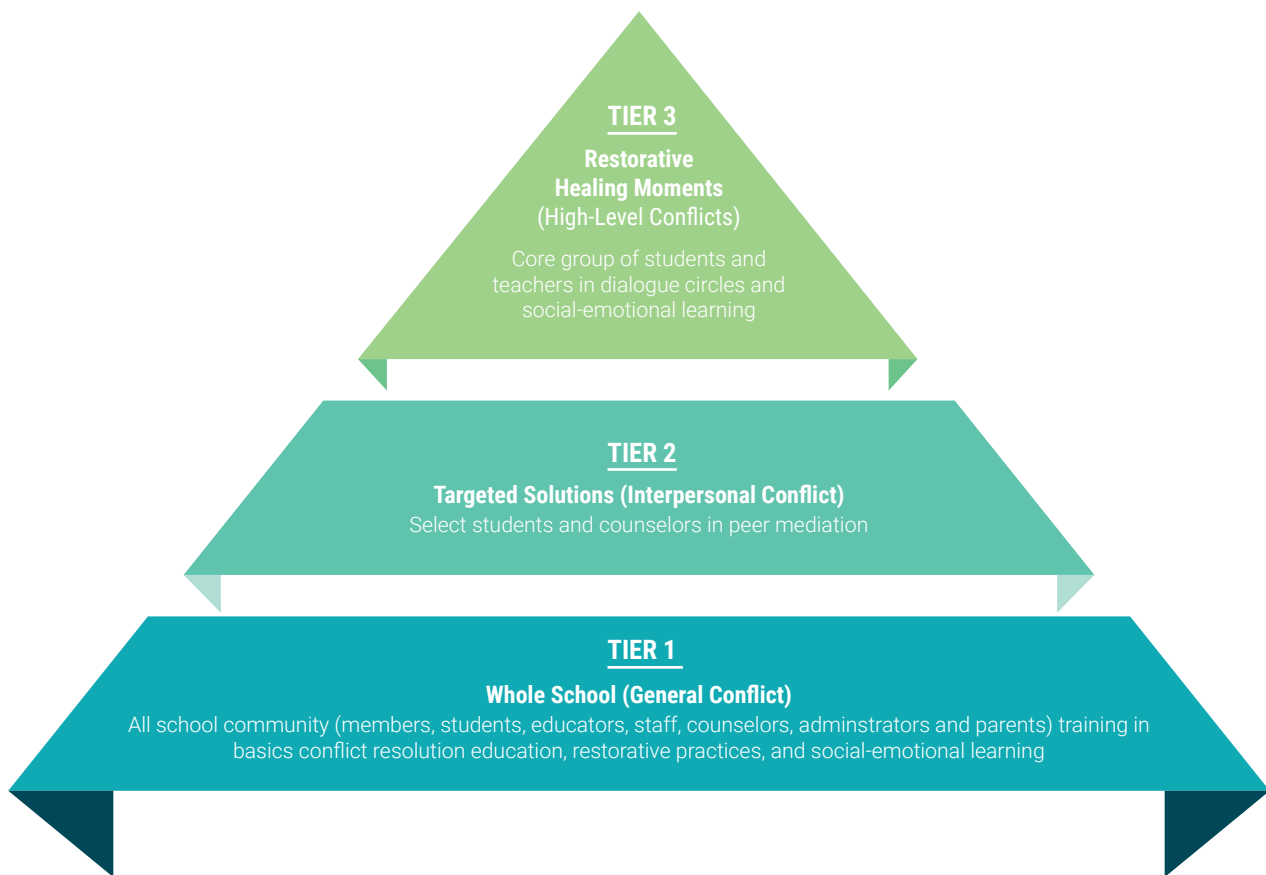 TIER 3
Restorative
Healing Moments
(High-Level Conflicts)
Core group of students and
teachers in dialogue circles and
social-emotional learning
TIER 2
Targeted Solutions (Interpersonal Conflict)
Select students and counselors in peer mediation
TIER 1
Whole School (General Conflict)
All school community (members, students, educators, staff, counselors, adminstrators and parents) training in
basics conflict resolution education, restorative practices, and social-emotional learning